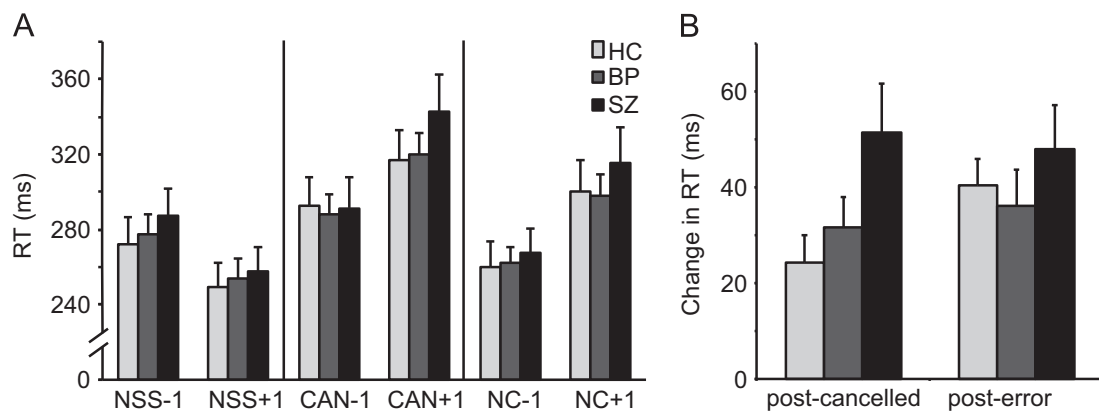 A
RT (ms)
360
320
280
240
0
HC
BP
SZ
NSS-1 NSS+1 CAN-1 CAN+1 NC-1 NC+1
B
Change in RT (ms)
60
40
20
0
post-cancelled post-error